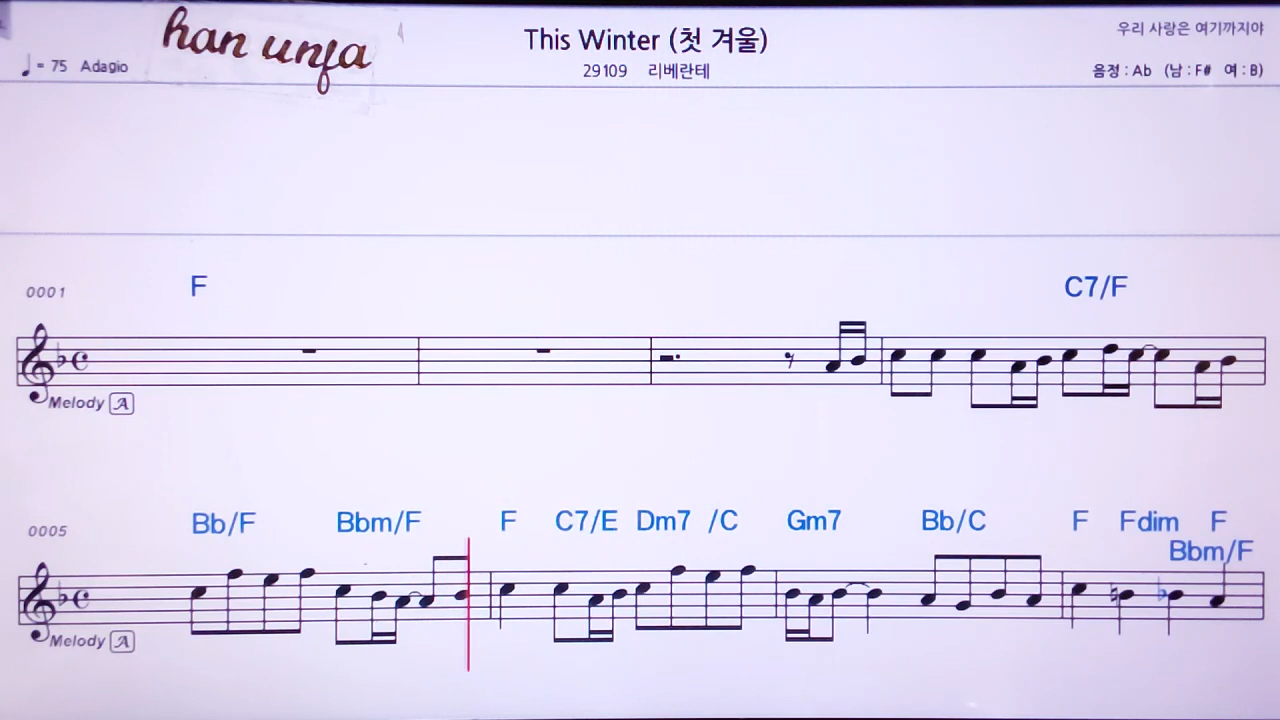 han unfa
This Winter (첫 겨울)
우리 사랑은 여기까지야
♩ = 75 Adagio
29109 리베란테
음정 : Ab (남 : F# 여 : B)
0001 F C7/F
Melody A
0005 Bb/F Bbm/F F C7/E Dm7 /C Gm7 Bb/C F Fdim F
Bbm/F
Melody A